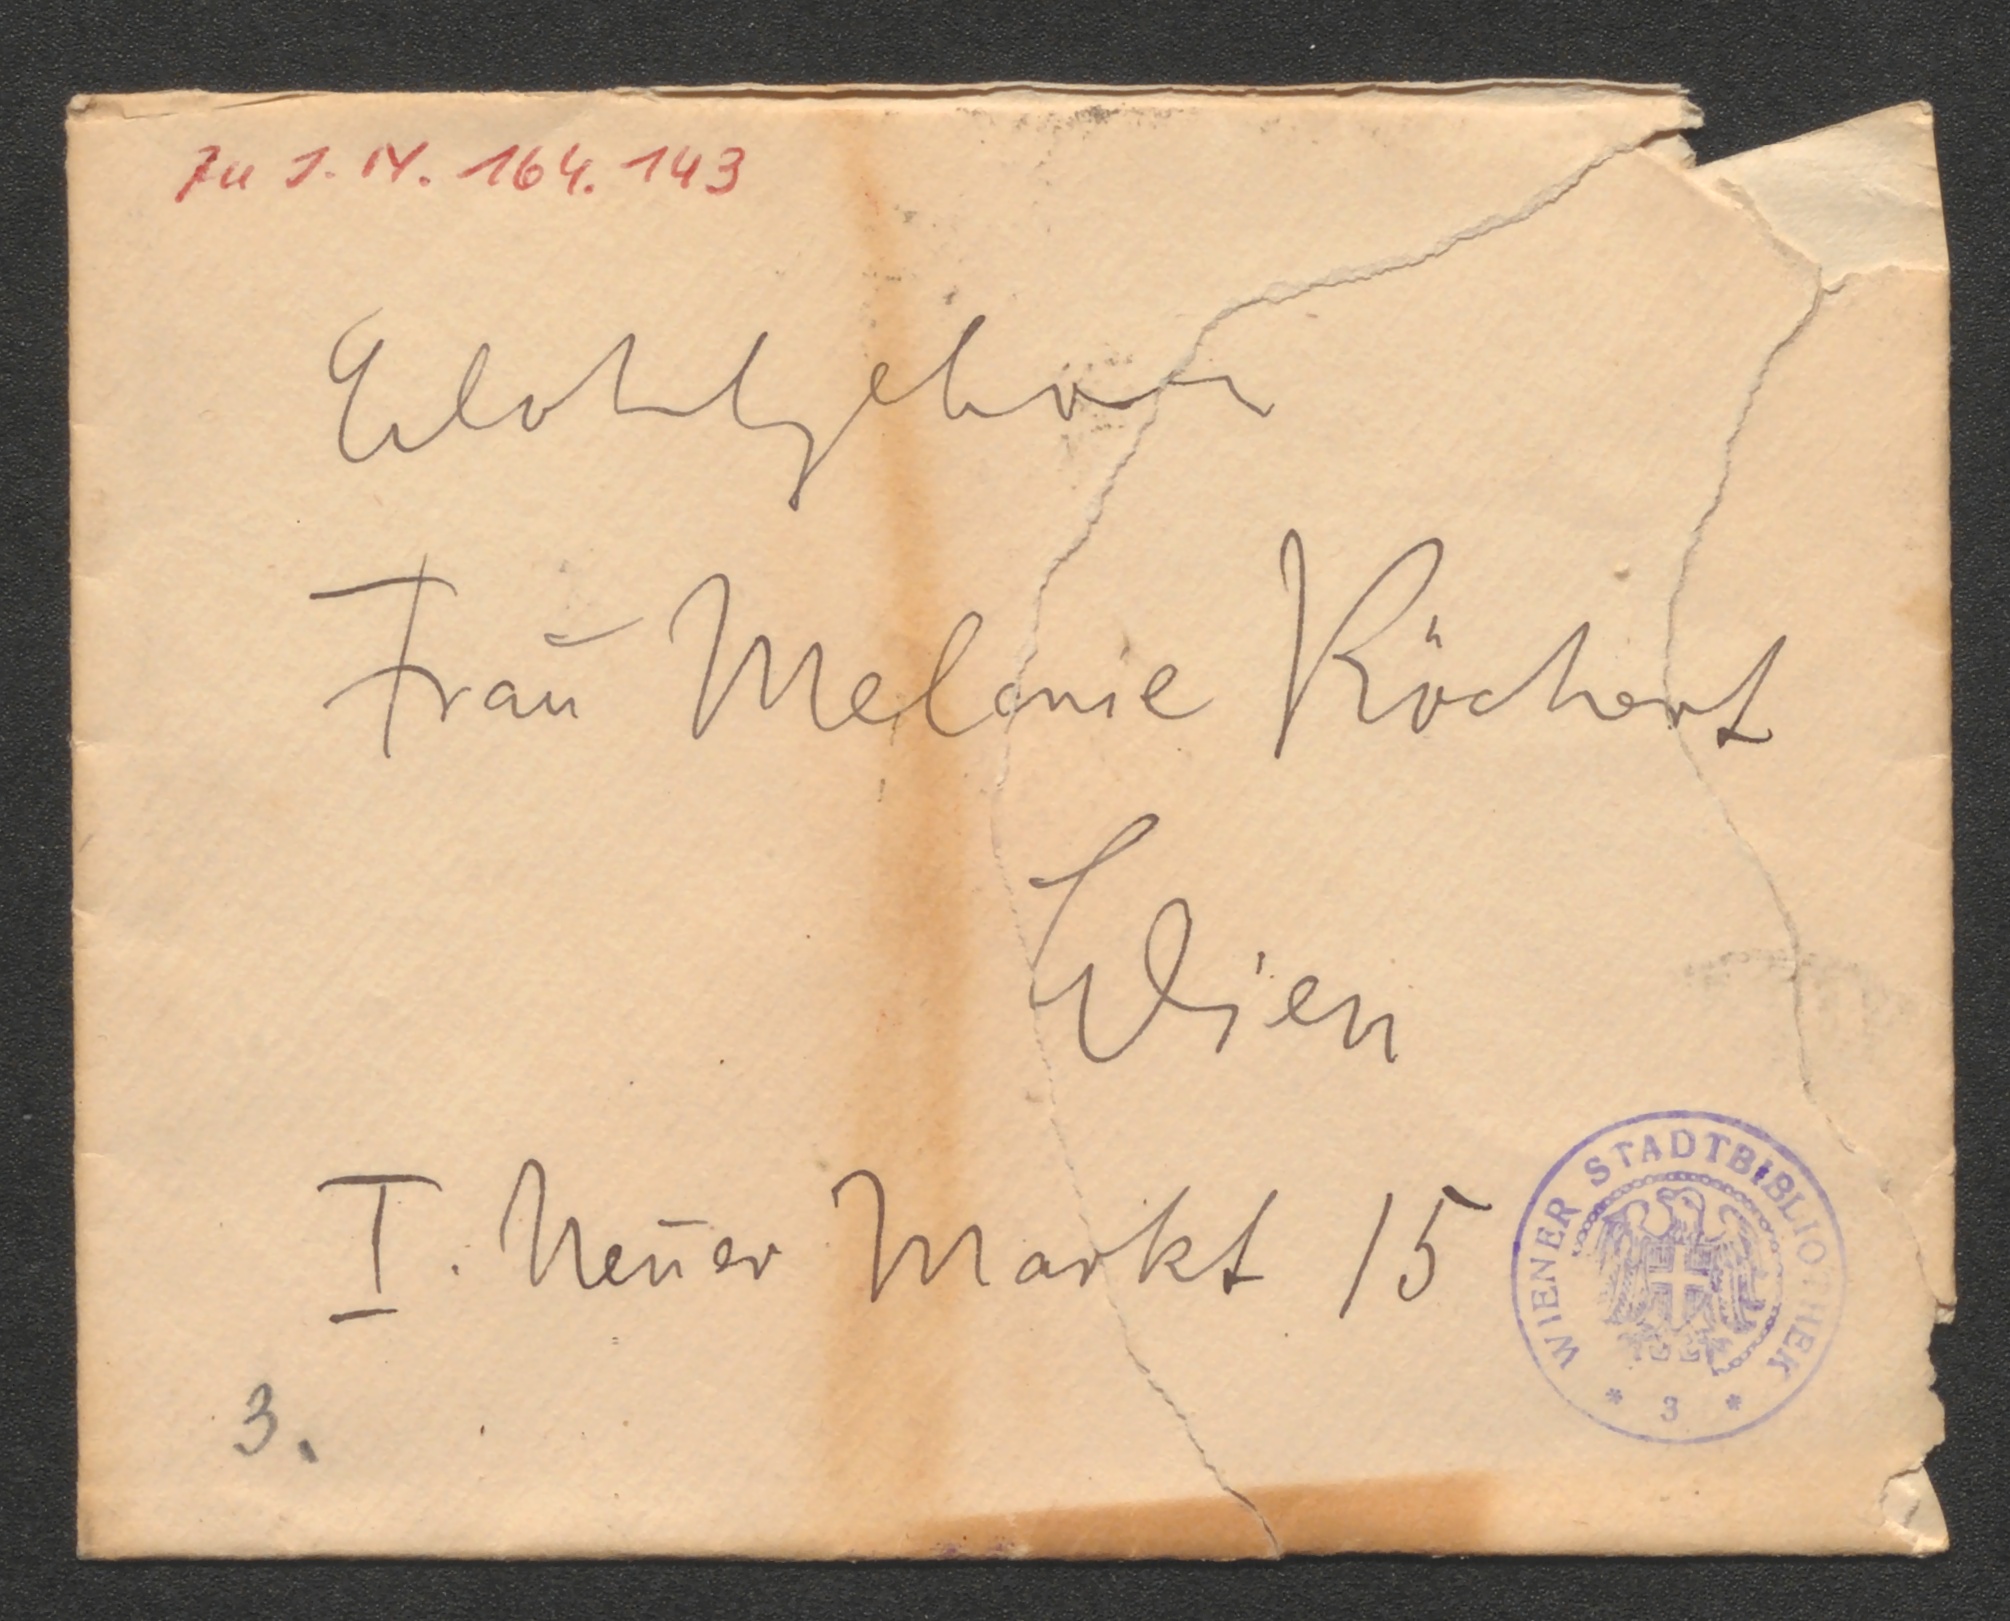 Zu J. N. 164.143
Wohlgeboren
Frau Melanie Köchert
Wien
I. Neuer Markt 15
WIENER STADTBIBLIOTHEK
* 3 *
3.